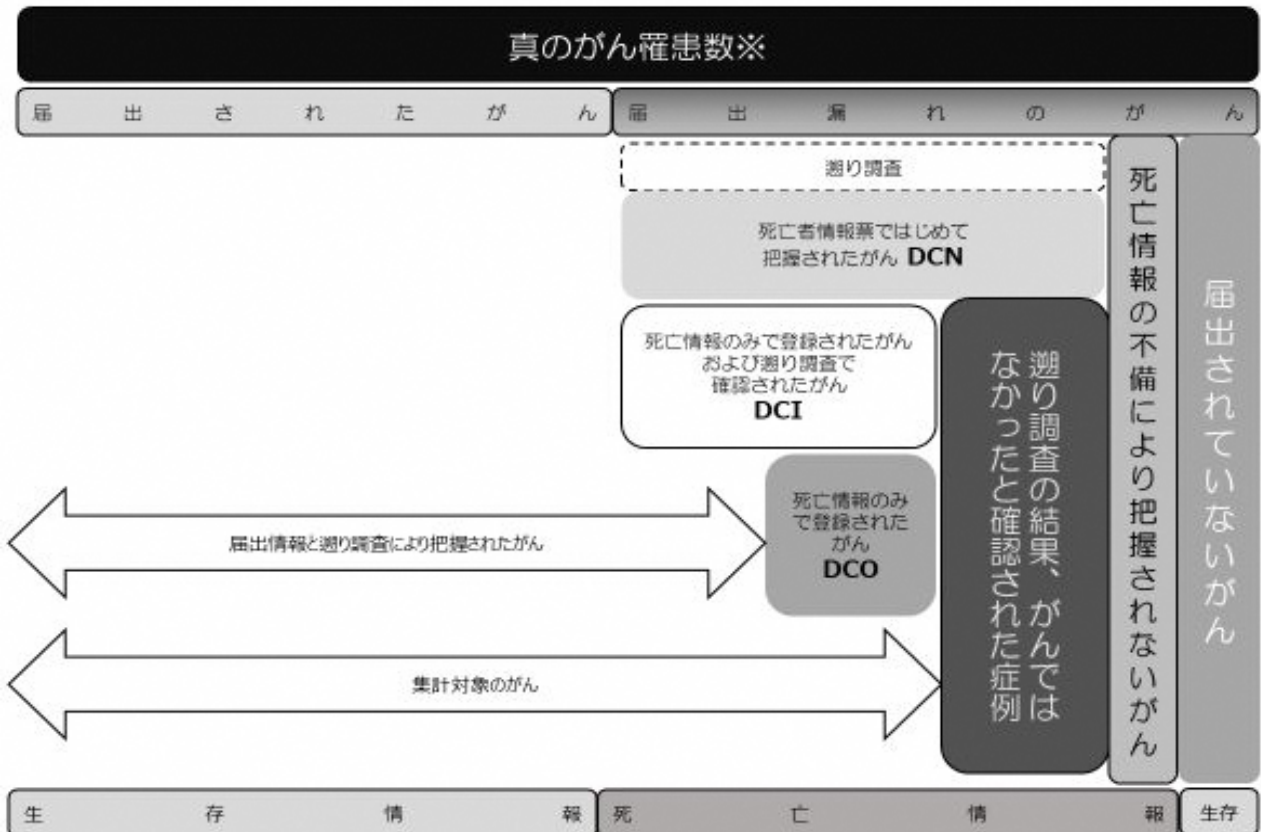 真のがん罹患数※
届出されたがん
届出漏れのがん
遡り調査
死亡者情報票ではじめて
把握されたがん DCN
死亡情報のみで登録されたがん
および遡り調査で
確認されたがん
DCI
死亡情報のみ
で登録された
がん
DCO
遡り調査の結果、がんでは
なかったと確認された症例
死亡情報の不備により把握されないがん
届出されていないがん
届出情報と遡り調査により把握されたがん
集計対象のがん
生存情報
死亡情報
生存